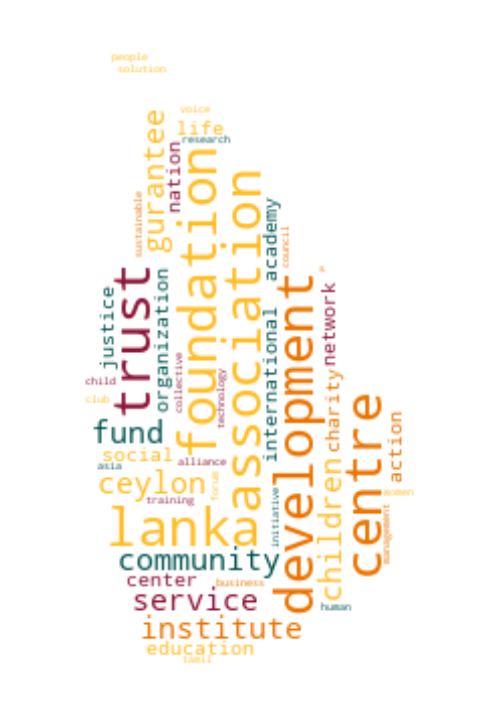 people
solution
voice
life
research
gurantee
nation
sustainable
foundation
association
academy
council
trust
justice
organization
collective
technology
international
development
network
charity
child
club
fund
social
asia
alliance
ceylon
training
forum
lanka
initiative
children
centre
action
women
management
community
center
business
service
human
institute
education
tamil